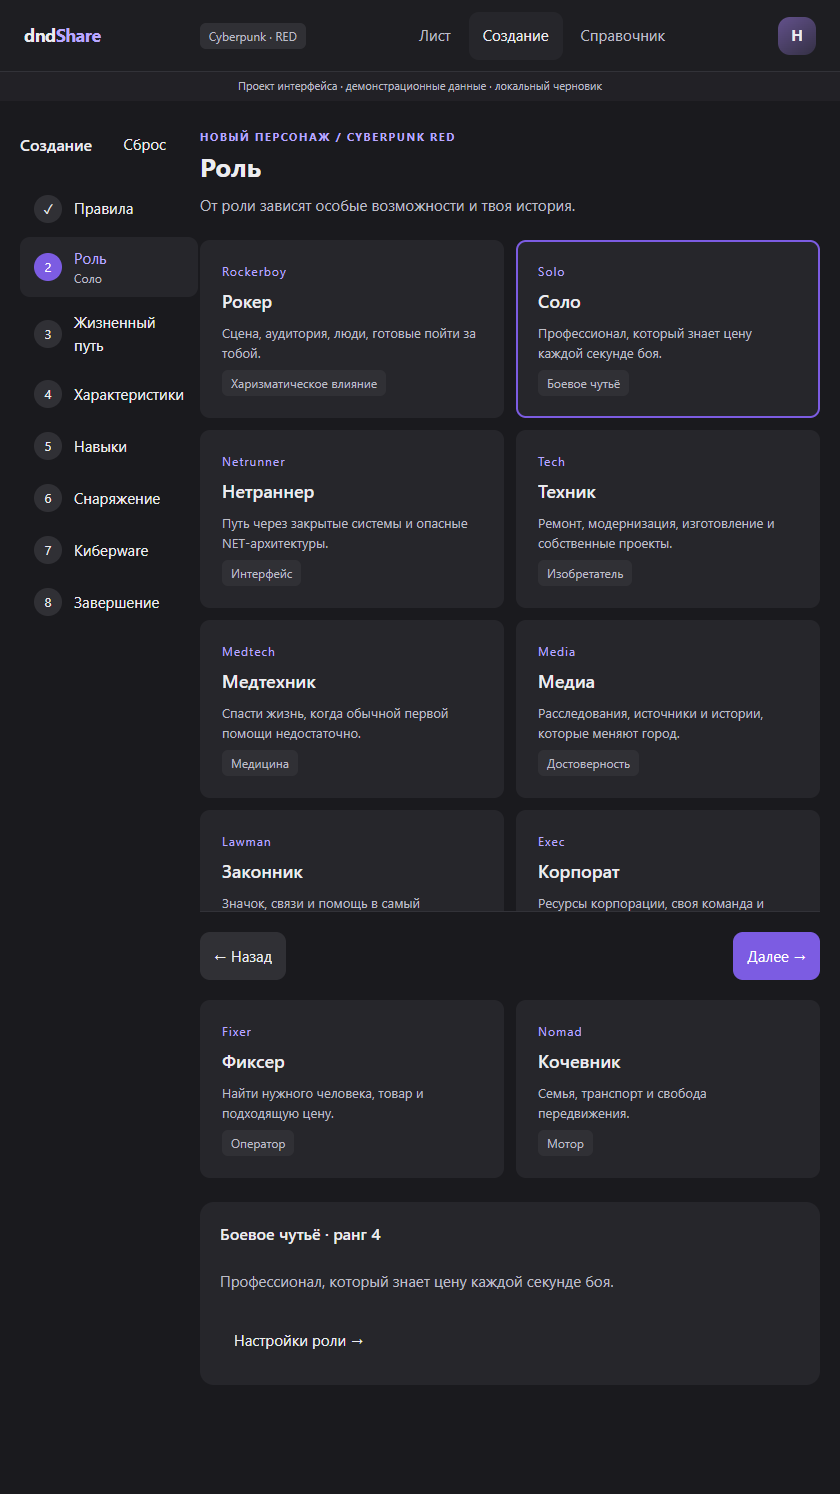 dndShare
Cyberpunk · RED
Лист
Создание
Справочник
Н
Проект интерфейса · демонстрационные данные · локальный черновик
Создание
Сброс
✓ Правила
2 Роль
Соло
3 Жизненный
путь
4 Характеристики
5 Навыки
6 Снаряжение
7 Киберware
8 Завершение
НОВЫЙ ПЕРСОНАЖ / CYBERPUNK RED
Роль
От роли зависят особые возможности и твоя история.
Rockerboy
Рокер
Сцена, аудитория, люди, готовые пойти за
тобой.
Харизматическое влияние
Solo
Соло
Профессионал, который знает цену
каждой секунде боя.
Боевое чутьё
Netrunner
Нетраннер
Путь через закрытые системы и опасные
NET-архитектуры.
Интерфейс
Tech
Техник
Ремонт, модернизация, изготовление и
собственные проекты.
Изобретатель
Medtech
Медтехник
Спасти жизнь, когда обычной первой
помощи недостаточно.
Медицина
Media
Медиа
Расследования, источники и истории,
которые меняют город.
Достоверность
Lawman
Законник
Значок, связи и помощь в самый
Exec
Корпорат
Ресурсы корпорации, своя команда и
← Назад
Далее →
Fixer
Фиксер
Найти нужного человека, товар и
подходящую цену.
Оператор
Nomad
Кочевник
Семья, транспорт и свобода
передвижения.
Мотор
Боевое чутьё · ранг 4
Профессионал, который знает цену каждой секунде боя.
Настройки роли →